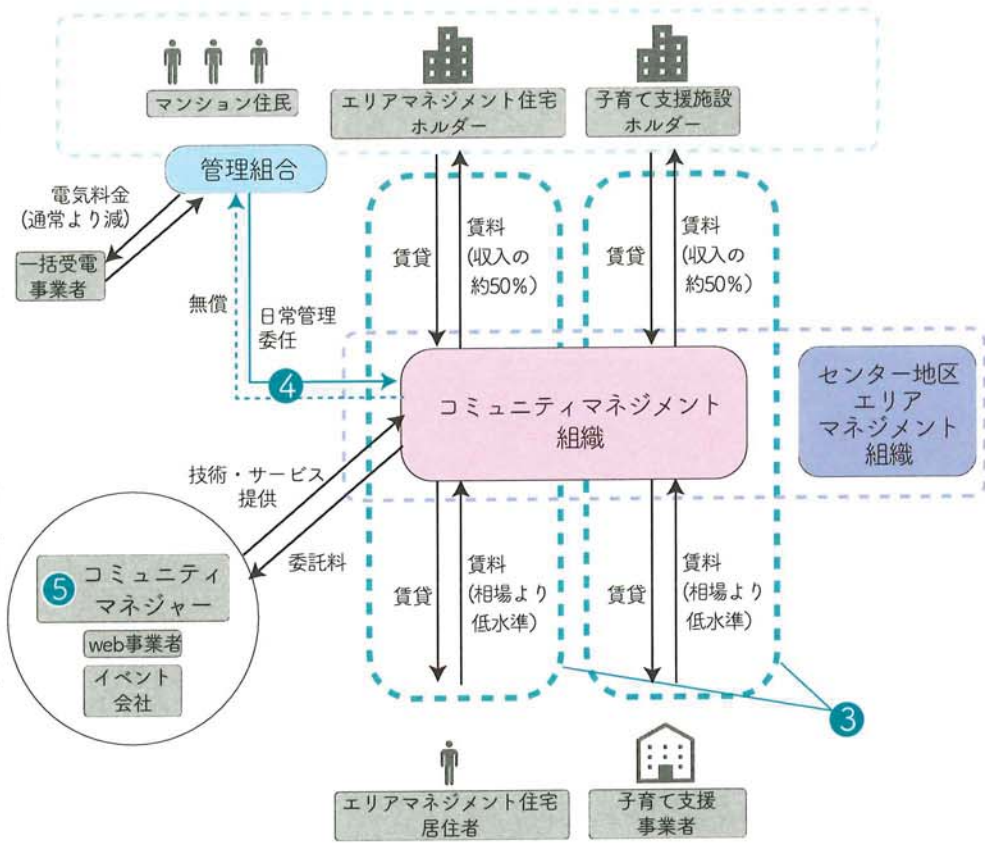 マンション住民
エリアマネジメント住宅
ホルダー
子育て支援施設
ホルダー
管理組合
電気料金
(通常より減)
一括受電
事業者
無償
日常管理
委任
4
賃貸
賃料
(収入の
約50%)
賃貸
賃料
(収入の
約50%)
コミュニティマネジメント
組織
センター地区
エリア
マネジメント
組織
技術・サービス
提供
委託料
5 コミュニティ
マネジャー
web事業者
イベント
会社
賃貸
賃料
(相場より
低水準)
賃貸
賃料
(相場より
低水準)
3
エリアマネジメント住宅
居住者
子育て支援
事業者